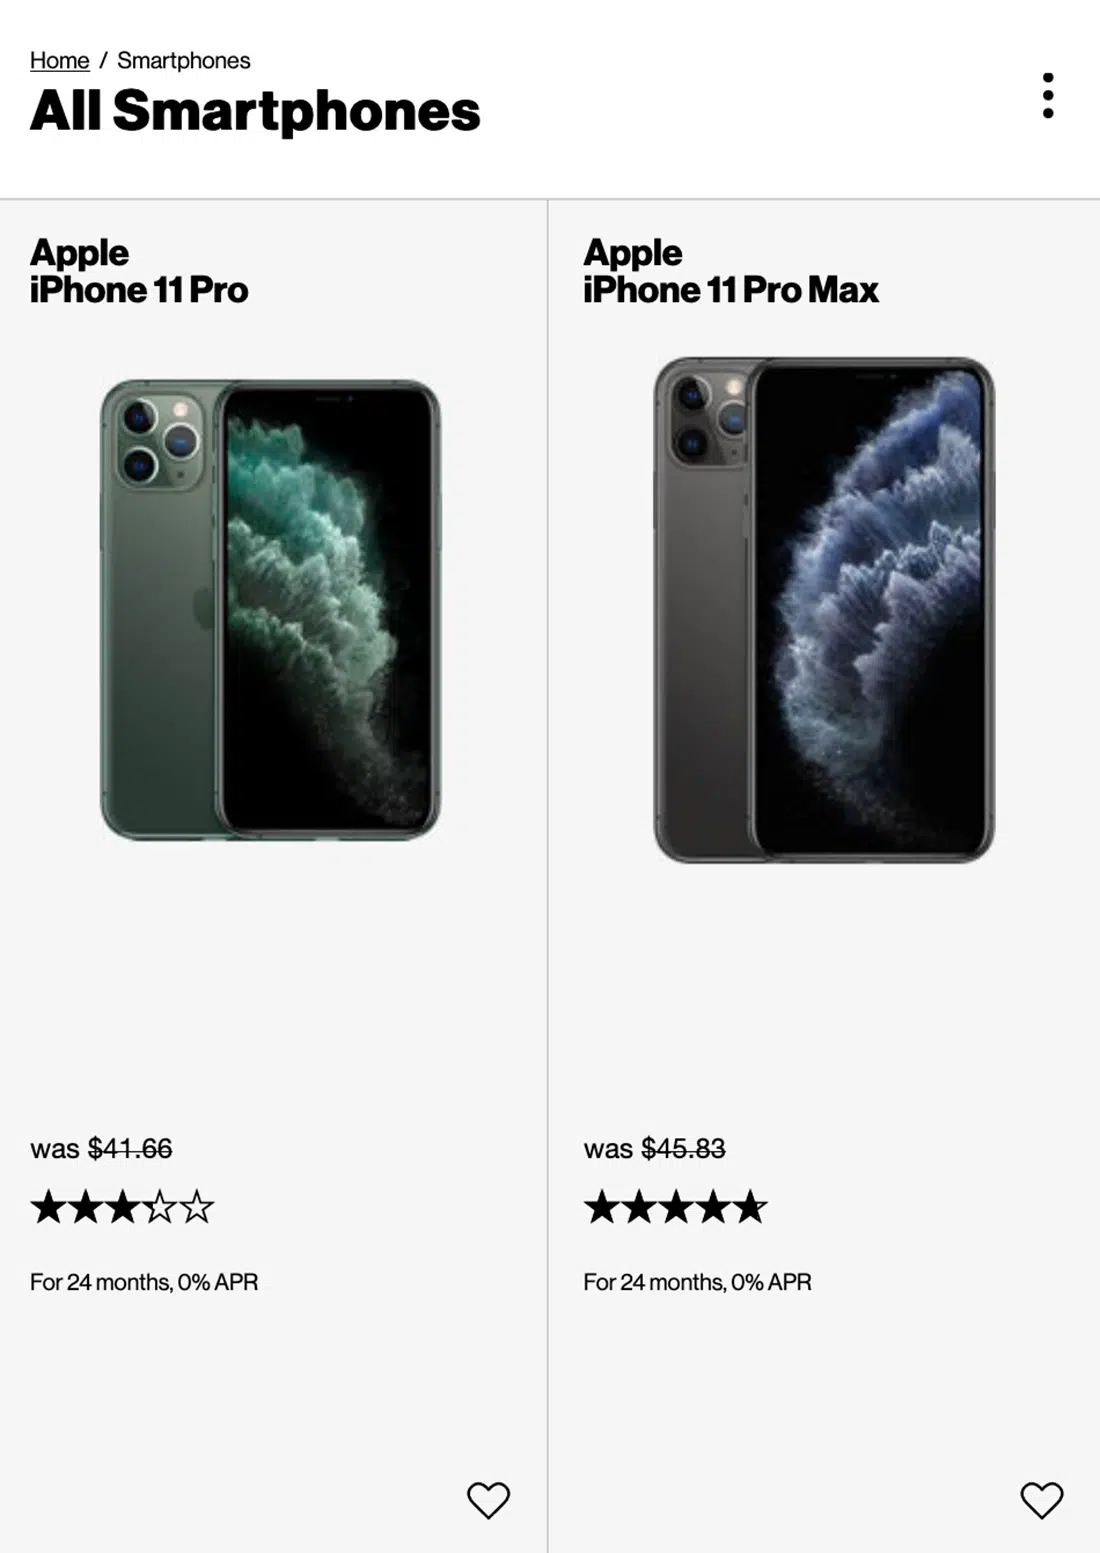 Home / Smartphones
All Smartphones
Apple
iPhone 11 Pro
Apple
iPhone 11 Pro Max
was $41.66
was $45.83
For 24 months, 0% APR
For 24 months, 0% APR